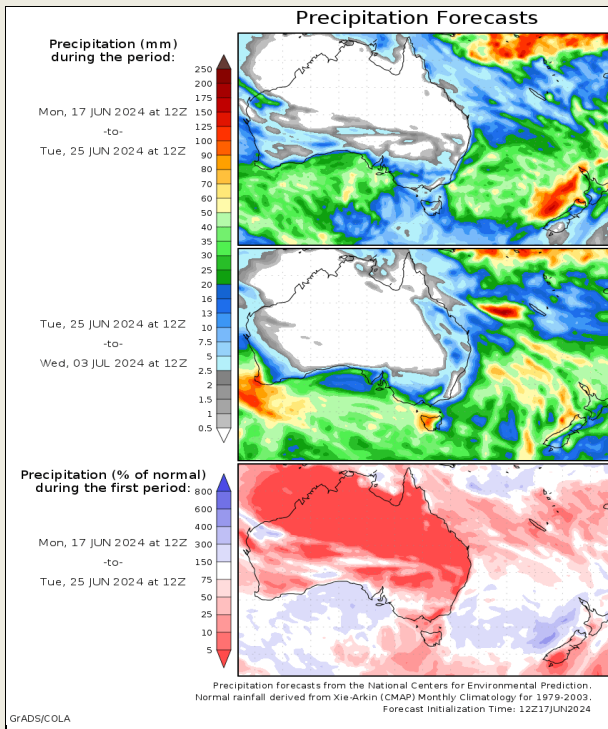 Precipitation Forecasts
Precipitation (mm)
during the period:
Mon, 17 JUN 2024 at 12Z
-to-
Tue, 25 JUN 2024 at 12Z
250
200
175
150
125
100
90
80
70
60
50
40
35
30
25
20
16
13
10
7.5
5
2.5
2
1.5
1
0.5
Tue, 25 JUN 2024 at 12Z
-to-
Wed, 03 JUL 2024 at 12Z
Precipitation (% of normal)
during the first period:
Mon, 17 JUN 2024 at 12Z
-to-
Tue, 25 JUN 2024 at 12Z
800
600
400
300
150
75
50
25
10
5
Precipitation forecasts from the National Centers for Environmental Prediction.
Normal rainfall derived from Xie-Arkin (CMAP) Monthly Climatology for 1979-2003.
Forecast Initialization Time: 12Z17JUN2024
GrADS/COLA